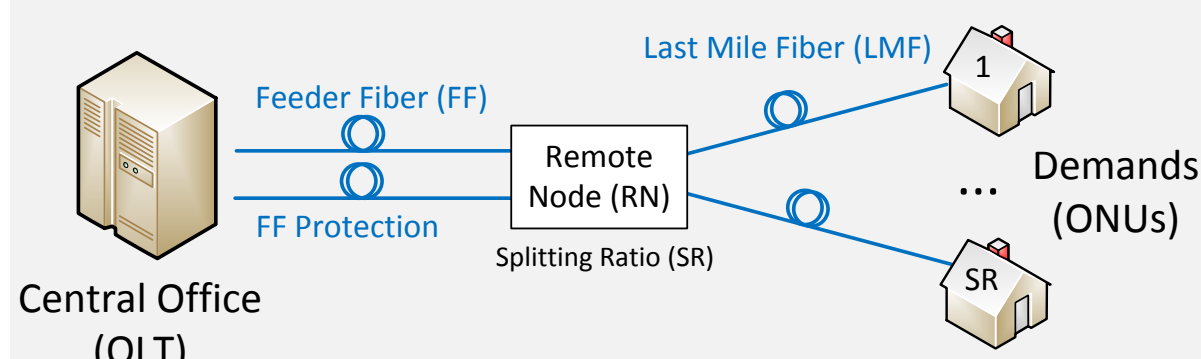 Last Mile Fiber (LMF)
1
Feeder Fiber (FF)
Remote
Node (RN)
Demands
(ONUs)
...
FF Protection
Splitting Ratio (SR)
SR
Central Office
(OLT)